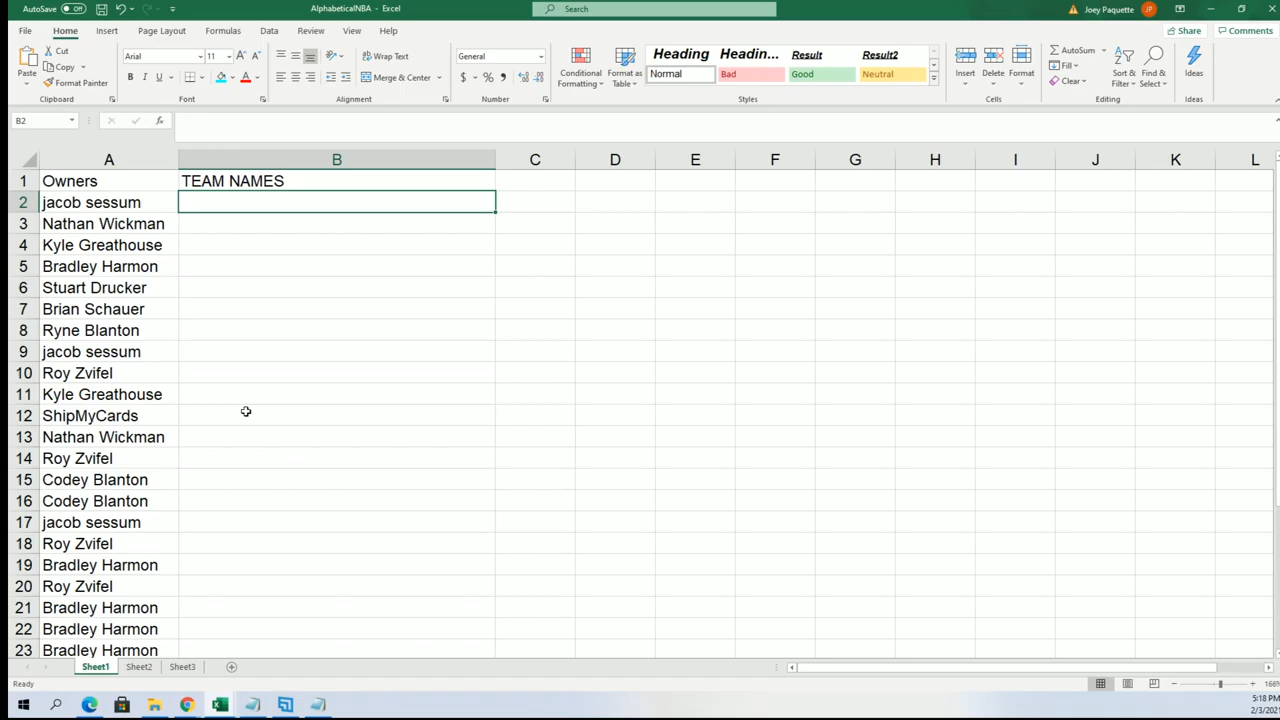 AutoSave Off AlphabeticalNBA - Excel Search Joey Paquette JP
File Home Insert Page Layout Formulas Data Review View Help Share Comments
Paste Cut Copy Format Painter Clipboard
Arial 11 B I U A Font
Wrap Text Merge & Center Alignment
General $ % Number
Conditional Formatting Format as Table
Heading Headin... Result Result2
Normal Bad Good Neutral Styles
Insert Delete Format Cells
AutoSum Fill Clear Sort & Filter Find & Select Editing
Ideas Ideas
B2 fx
A B C D E F G H I J K L
1 Owners TEAM NAMES
2 jacob sessum
3 Nathan Wickman
4 Kyle Greathouse
5 Bradley Harmon
6 Stuart Drucker
7 Brian Schauer
8 Ryne Blanton
9 jacob sessum
10 Roy Zvifel
11 Kyle Greathouse
12 ShipMyCards
13 Nathan Wickman
14 Roy Zvifel
15 Codey Blanton
16 Codey Blanton
17 jacob sessum
18 Roy Zvifel
19 Bradley Harmon
20 Roy Zvifel
21 Bradley Harmon
22 Bradley Harmon
23 Bradley Harmon
Sheet1 Sheet2 Sheet3
Ready
5:18 PM